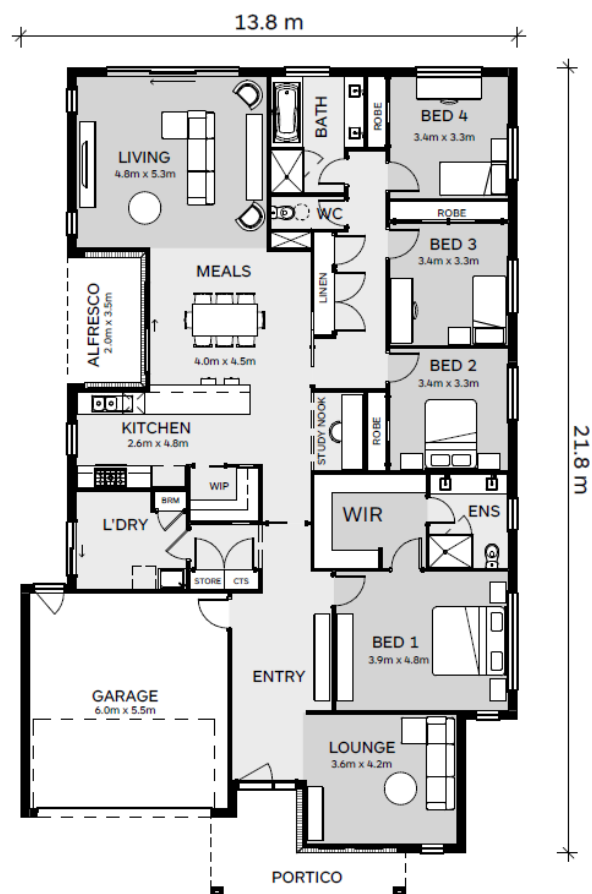 13.8 m
BATH
ROBE
BED 4
3.4m x 3.3m
LIVING
4.8m x 5.3m
WC
ROBE
BED 3
3.4m x 3.3m
MEALS
LINEN
ALFRESCO
2.0m x 3.5m
4.0m x 4.5m
BED 2
3.4m x 3.3m
KITCHEN
2.6m x 4.8m
STUDY NOOK
ROBE
21.8 m
WIP
BRM
L'DRY
WIR
ENS
STORE
CTS
BED 1
3.9m x 4.8m
ENTRY
GARAGE
6.0m x 5.5m
LOUNGE
3.6m x 4.2m
PORTICO